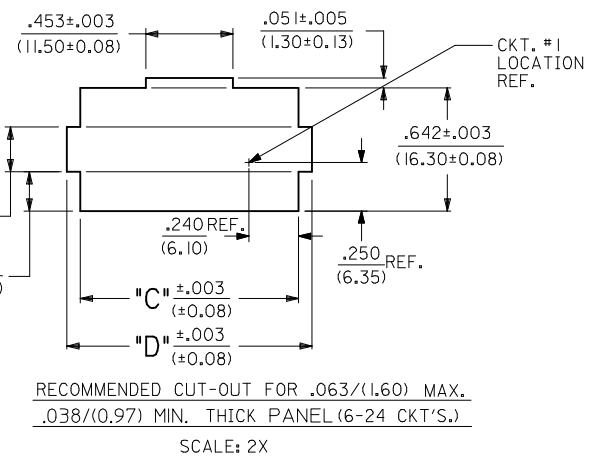 .453±.003
(11.50±0.08)
.051±.005
(1.30±0.13)
CKT. #1
LOCATION
REF.
.642±.003
(16.30±0.08)
.240 REF.
(6.10)
.250 REF.
(6.35)
"C" ±.003
(±0.08)
"D" ±.003
(±0.08)
)
RECOMMENDED CUT-OUT FOR .063/(1.60) MAX.
.038/(0.97) MIN. THICK PANEL(6-24 CKT'S.)
SCALE: 2X